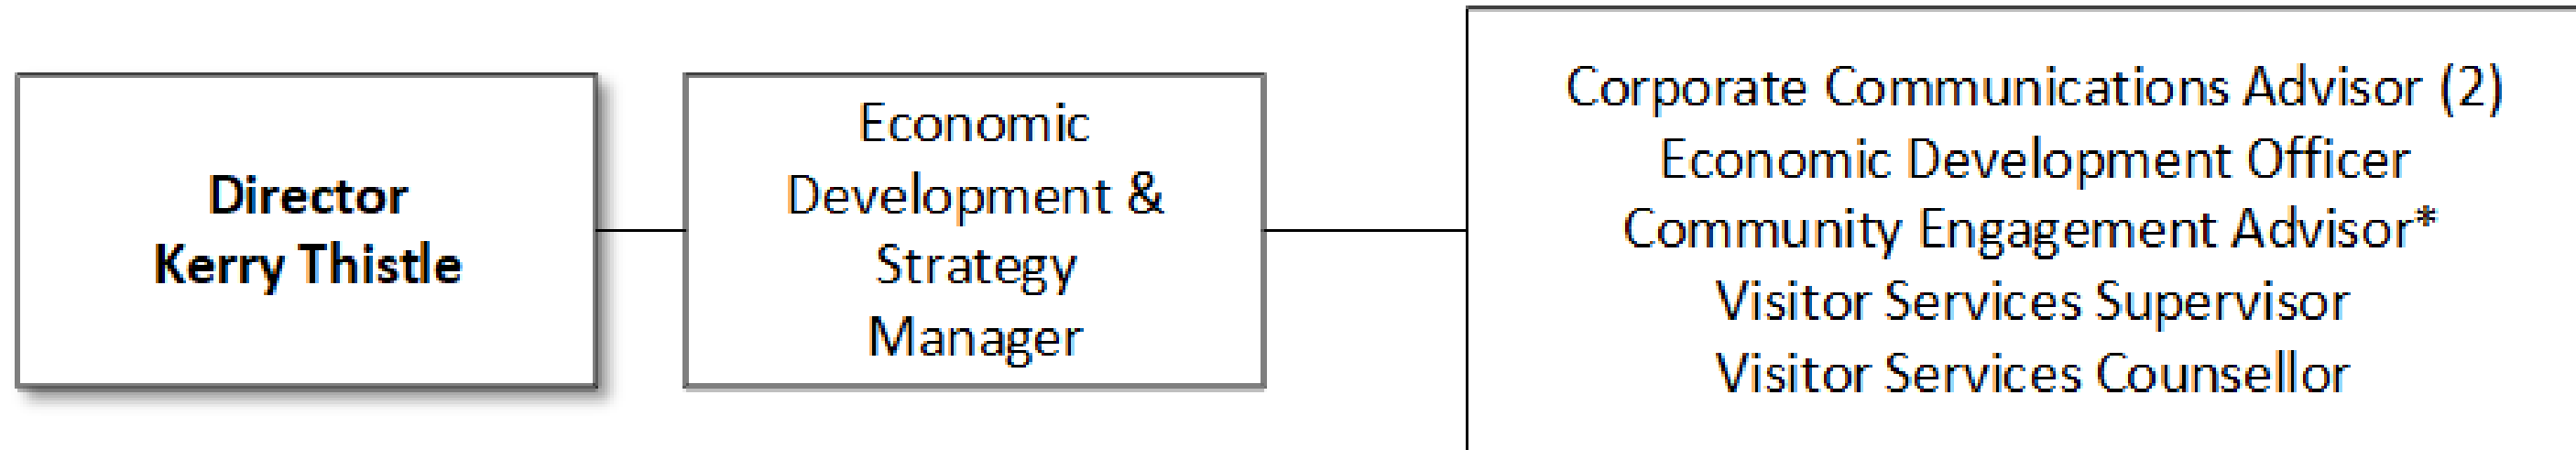 Director
Kerry Thistle
Economic
Development &
Strategy
Manager
Corporate Communications Advisor (2)
Economic Development Officer
Community Engagement Advisor*
Visitor Services Supervisor
Visitor Services Counsellor